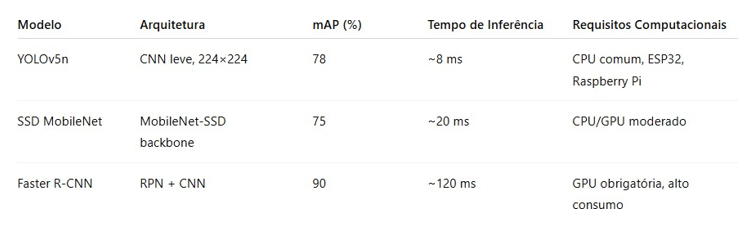 Modelo Arquitetura mAP (%) Tempo de Inferência Requisitos Computacionais
YOLOv5n CNN leve, 224×224 78 ~8 ms CPU comum, ESP32,
Raspberry Pi
SSD MobileNet MobileNet-SSD 75 ~20 ms CPU/GPU moderado
backbone
Faster R-CNN RPN + CNN 90 ~120 ms GPU obrigatória, alto
consumo